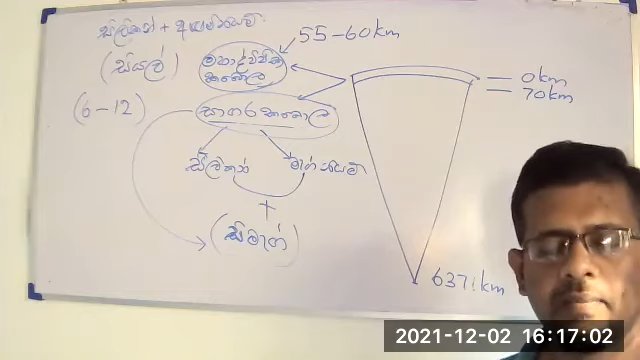 සිලිකන් + ඇලුමිනියම්
55-60km
(සියල්) මහාද්වීපික
කබොල
(6-12) සාගර කබොල
0km
70km
සිලිකන් මැග්නීසියම්
+
(සිමැග්)
6371km
2021-12-02 16:17:02